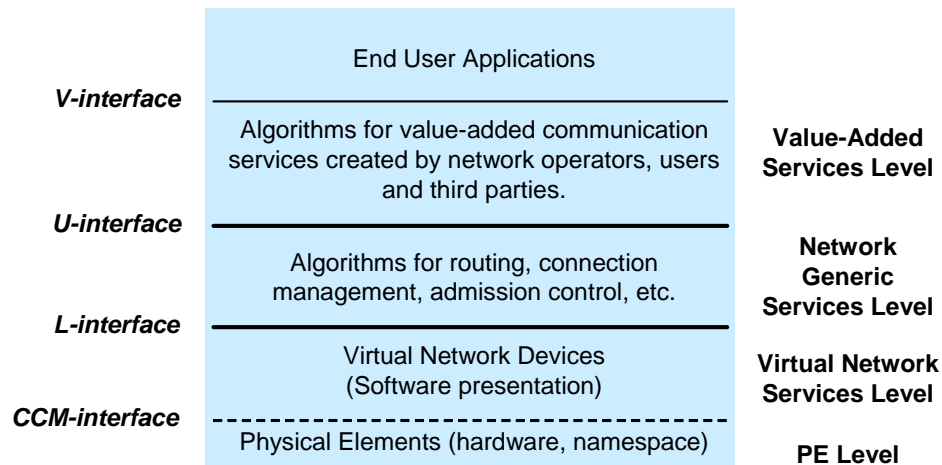 End User Applications
V-interface
Algorithms for value-added communication
services created by network operators, users
and third parties.
Value-Added
Services Level
U-interface
Algorithms for routing, connection
management, admission control, etc.
Network
Generic
Services Level
L-interface
Virtual Network Devices
(Software presentation)
Virtual Network
Services Level
CCM-interface
Physical Elements (hardware, namespace)
PE Level